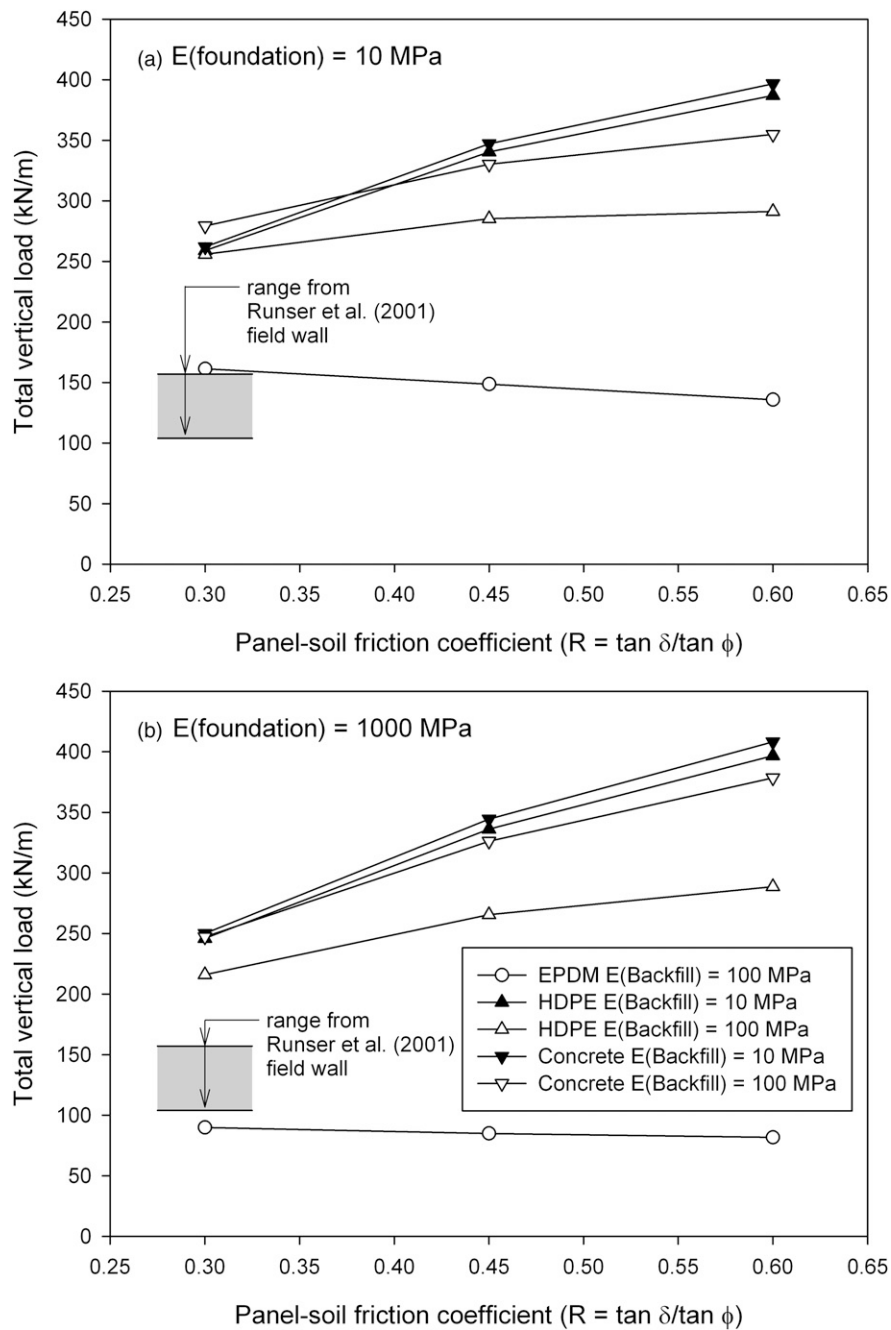 (a) E(foundation) = 10 MPa
Total vertical load (kN/m)
450
400
350
300
250
200
150
100
50
0
range from
Runser et al. (2001)
field wall
0.25 0.30 0.35 0.40 0.45 0.50 0.55 0.60 0.65
Panel-soil friction coefficient (R = tan δ/tan ϕ)
(b) E(foundation) = 1000 MPa
Total vertical load (kN/m)
450
400
350
300
250
200
150
100
50
0
range from
Runser et al. (2001)
field wall
EPDM E(Backfill) = 100 MPa
HDPE E(Backfill) = 10 MPa
HDPE E(Backfill) = 100 MPa
Concrete E(Backfill) = 10 MPa
Concrete E(Backfill) = 100 MPa
0.25 0.30 0.35 0.40 0.45 0.50 0.55 0.60 0.65
Panel-soil friction coefficient (R = tan δ/tan ϕ)